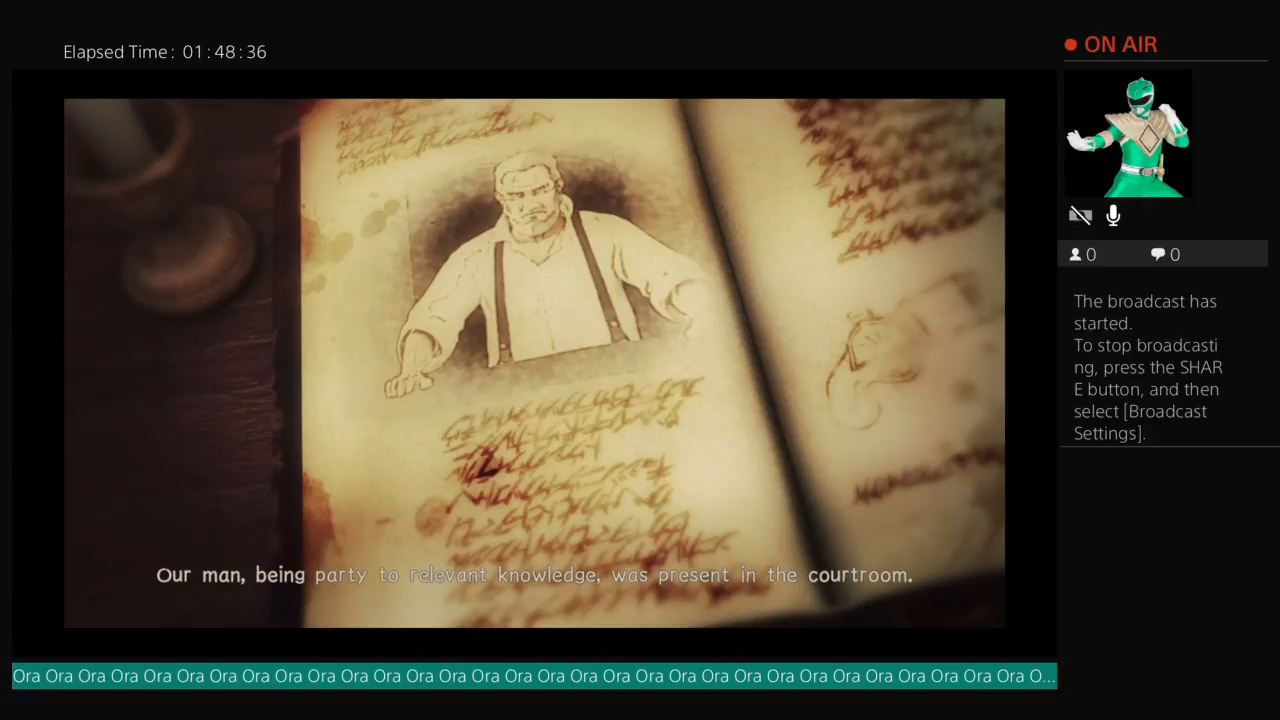 Elapsed Time: 01:48:36
ON AIR
0
0
The broadcast has
started.
To stop broadcasti
ng, press the SHAR
E button, and then
select [Broadcast
Settings].
Our man, being party to relevant knowledge, was present in the courtroom.
Ora Ora Ora Ora Ora Ora Ora Ora Ora Ora Ora Ora Ora Ora Ora Ora Ora Ora Ora Ora Ora Ora Ora Ora Ora Ora Ora Ora Ora Ora Ora O...